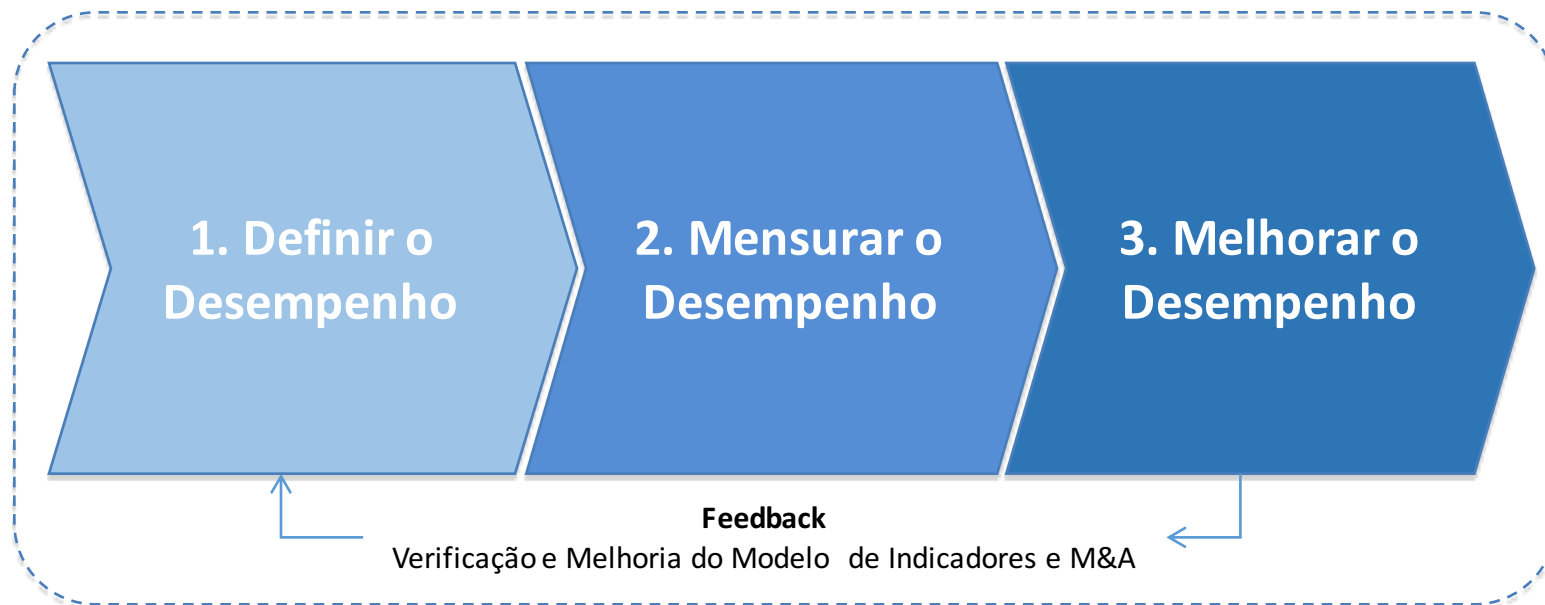 1. Definir o
Desempenho
2. Mensurar o
Desempenho
3. Melhorar o
Desempenho
Feedback
Verificação e Melhoria do Modelo de Indicadores e M&A